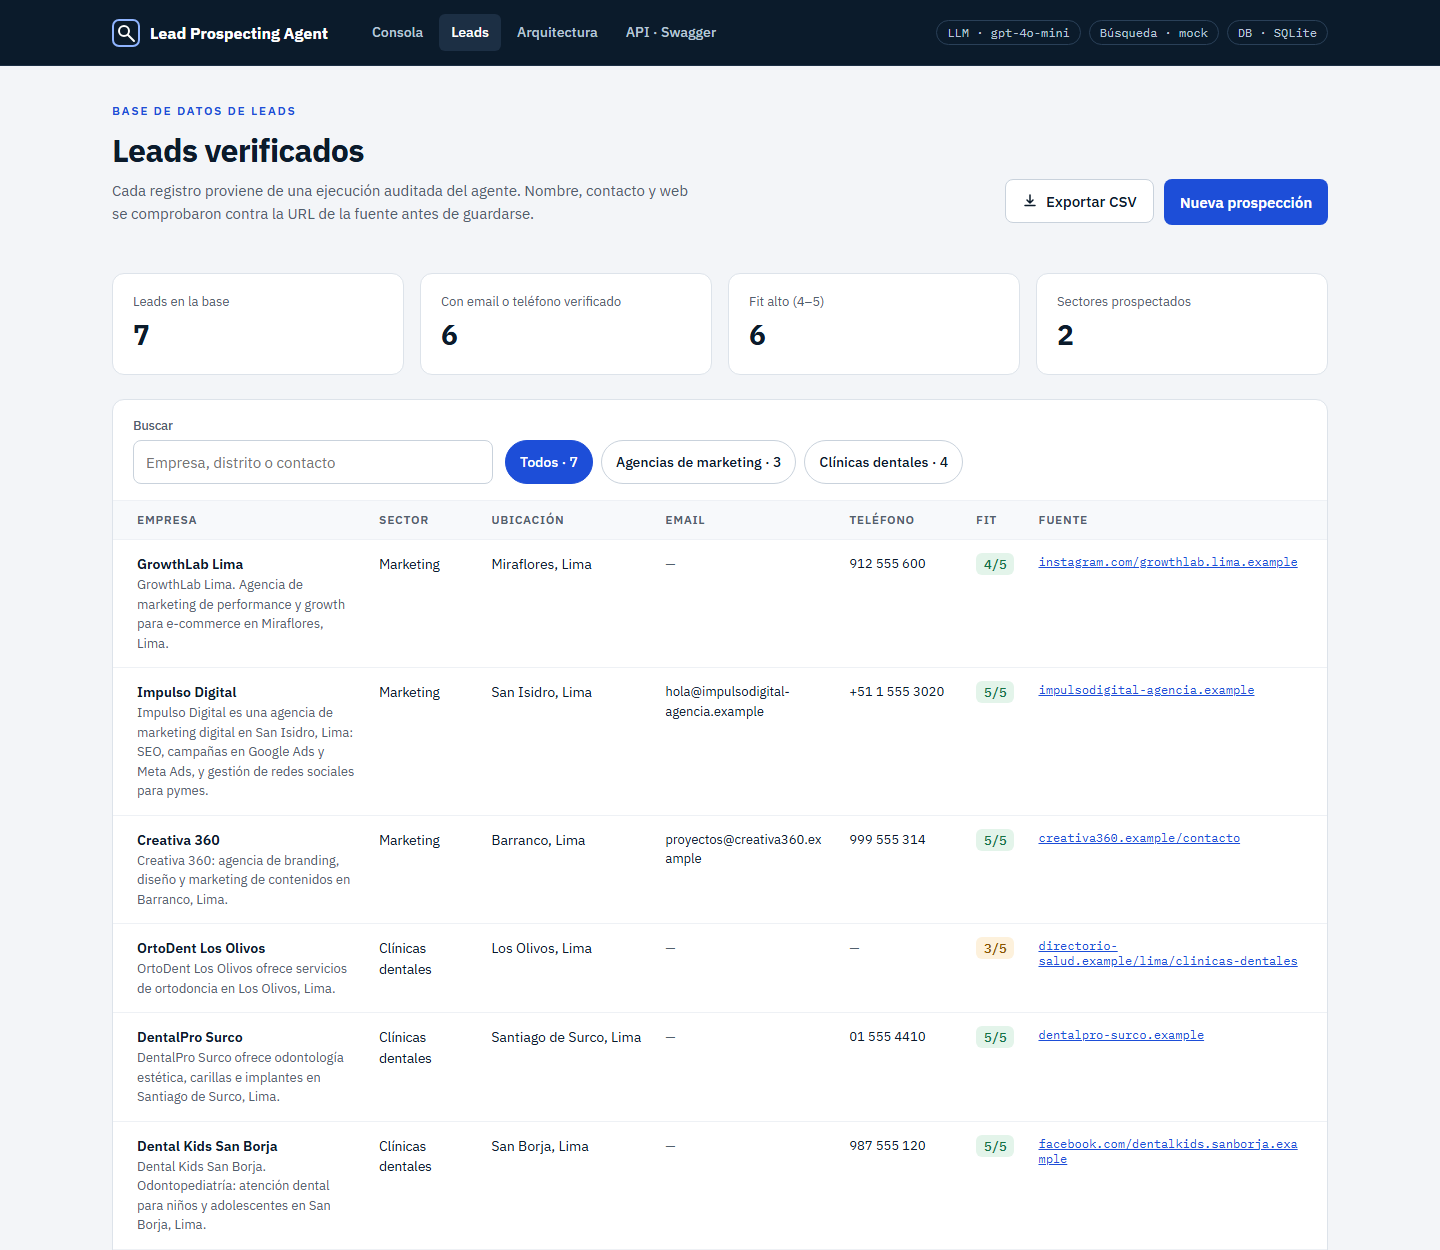 Lead Prospecting Agent
Consola
Leads
Arquitectura
API · Swagger
LLM · gpt-4o-mini
Búsqueda · mock
DB · SQLite
BASE DE DATOS DE LEADS
Leads verificados
Cada registro proviene de una ejecución auditada del agente. Nombre, contacto y web
se comprobaron contra la URL de la fuente antes de guardarse.
Exportar CSV
Nueva prospección
Leads en la base
7
Con email o teléfono verificado
6
Fit alto (4–5)
6
Sectores prospectados
2
Buscar
Empresa, distrito o contacto
Todos · 7
Agencias de marketing · 3
Clínicas dentales · 4
EMPRESA
SECTOR
UBICACIÓN
EMAIL
TELÉFONO
FIT
FUENTE
GrowthLab Lima
GrowthLab Lima. Agencia de
marketing de performance y growth
para e-commerce en Miraflores,
Lima.
Marketing
Miraflores, Lima
—
912 555 600
4/5
instagram.com/growthlab.lima.example
Impulso Digital
Impulso Digital es una agencia de
marketing digital en San Isidro, Lima:
SEO, campañas en Google Ads y
Meta Ads, y gestión de redes sociales
para pymes.
Marketing
San Isidro, Lima
hola@impulsodigital-
agencia.example
+51 1 555 3020
5/5
impulsodigital-agencia.example
Creativa 360
Creativa 360: agencia de branding,
diseño y marketing de contenidos en
Barranco, Lima.
Marketing
Barranco, Lima
proyectos@creativa360.ex
ample
999 555 314
5/5
creativa360.example/contacto
OrtoDent Los Olivos
OrtoDent Los Olivos ofrece servicios
de ortodoncia en Los Olivos, Lima.
Clínicas
dentales
Los Olivos, Lima
—
—
3/5
directorio-
salud.example/lima/clinicas-dentales
DentalPro Surco
DentalPro Surco ofrece odontología
estética, carillas e implantes en
Santiago de Surco, Lima.
Clínicas
dentales
Santiago de Surco, Lima
—
01 555 4410
5/5
dentalpro-surco.example
Dental Kids San Borja
Dental Kids San Borja.
Odontopediatría: atención dental
para niños y adolescentes en San
Borja, Lima.
Clínicas
dentales
San Borja, Lima
—
987 555 120
5/5
facebook.com/dentalkids.sanborja.exa
mple